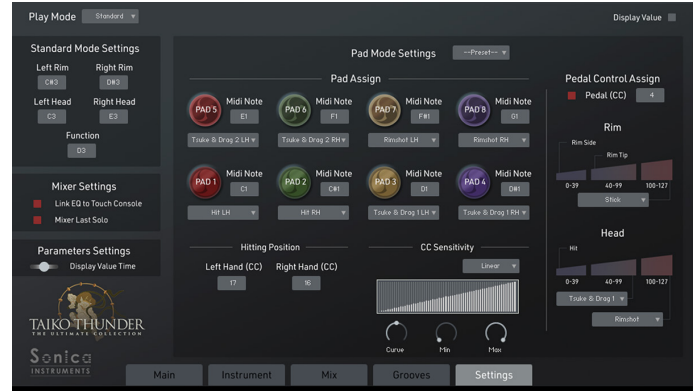 Play Mode Standard
Display Value
Standard Mode Settings
Left Rim Right Rim
C#3 D#3
Left Head Right Head
C3 E3
Function
D3
Mixer Settings
Link EQ to Touch Console
Mixer Last Solo
Parameters Settings
Display Value Time
TAIKO THUNDER
THE ULTIMATE COLLECTION
Sonica
INSTRUMENTS
Pad Mode Settings --Preset--
Pad Assign
PAD 5 Midi Note E1 PAD 6 Midi Note F1 PAD 7 Midi Note F#1 PAD 8 Midi Note G1
Tsuke & Drag 2 LH Tsuke & Drag 2 RH Rimshot LH Rimshot RH
PAD 1 Midi Note C1 PAD 2 Midi Note C#1 PAD 3 Midi Note D1 PAD 4 Midi Note D#1
Hit LH Hit RH Tsuke & Drag 1 LH Tsuke & Drag 1 RH
Hitting Position
Left Hand (CC) Right Hand (CC)
17 16
CC Sensitivity
Linear
Curve Min Max
Pedal Control Assign
Pedal (CC) 4
Rim
Rim Side
Rim Tip
0-39 40-99 100-127
Stick
Head
Hit
0-39 40-99 100-127
Tsuke & Drag 1
Rimshot
Main Instrument Mix Grooves Settings